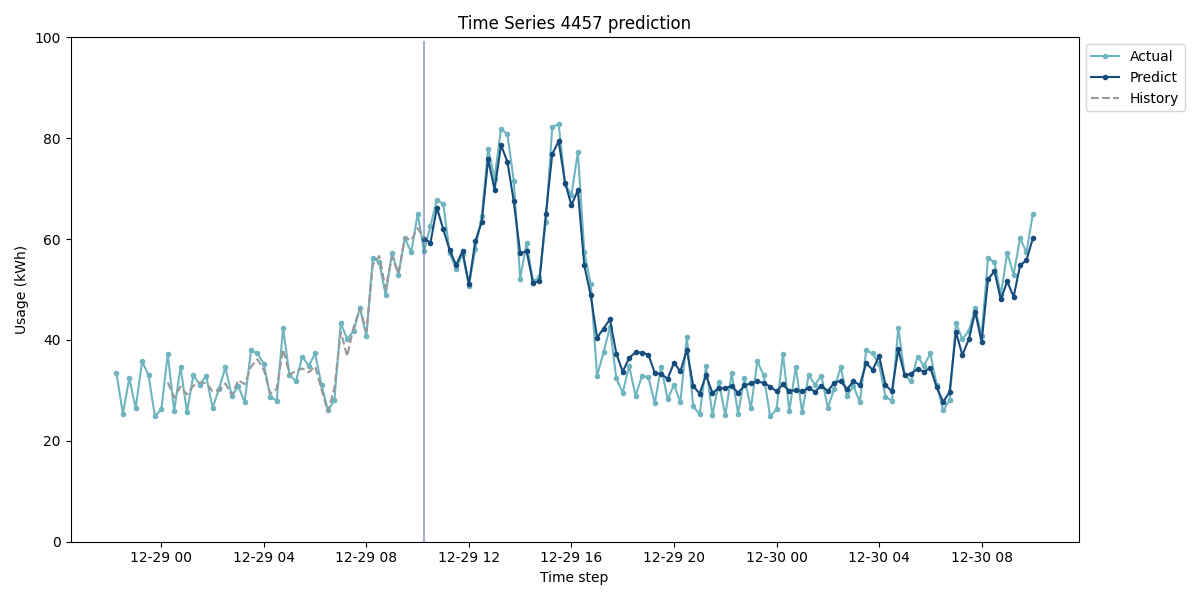 Time Series 4457 prediction
100
80
60
40
20
0
Usage (kWh)
12-29 00
12-29 04
12-29 08
12-29 12
12-29 16
12-29 20
12-30 00
12-30 04
12-30 08
Time step
Actual
Predict
History